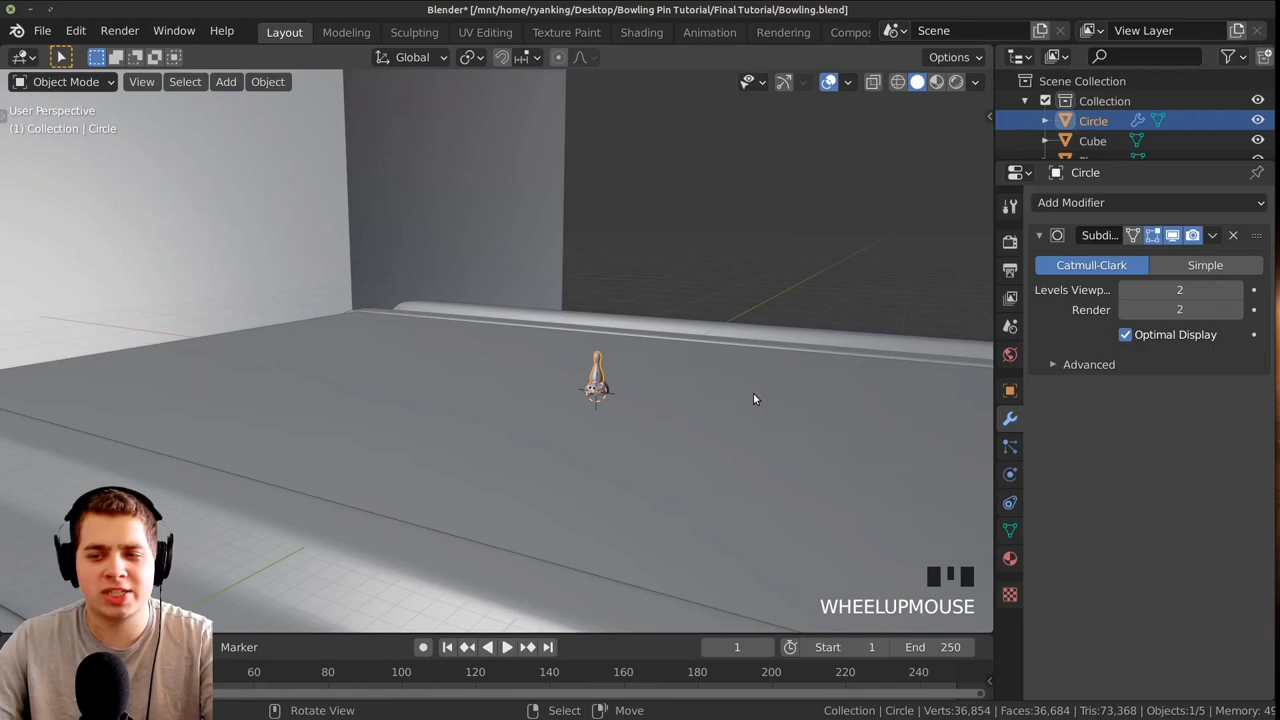 Blender* [/mnt/home/ryanking/Desktop/Bowling Pin Tutorial/Final Tutorial/Bowling.blend]
File Edit Render Window Help Layout Modeling Sculpting UV Editing Texture Paint Shading Animation Rendering Compos Scene View Layer
Global Options
Object Mode View Select Add Object
User Perspective
(1) Collection | Circle
Scene Collection
Collection
Circle
Cube
Circle
Add Modifier
Subdi...
Catmull-Clark Simple
Levels Viewp... 2
Render 2
Optimal Display
Advanced
WHEELUPMOUSE
Marker 1 Start 1 End 250
60 80 100 120 140 160 180 200 220 240
Rotate View Select Move Collection | Circle | Verts:36,854 | Faces:36,684 | Tris:73,368 | Objects:1/5 | Memory: 49